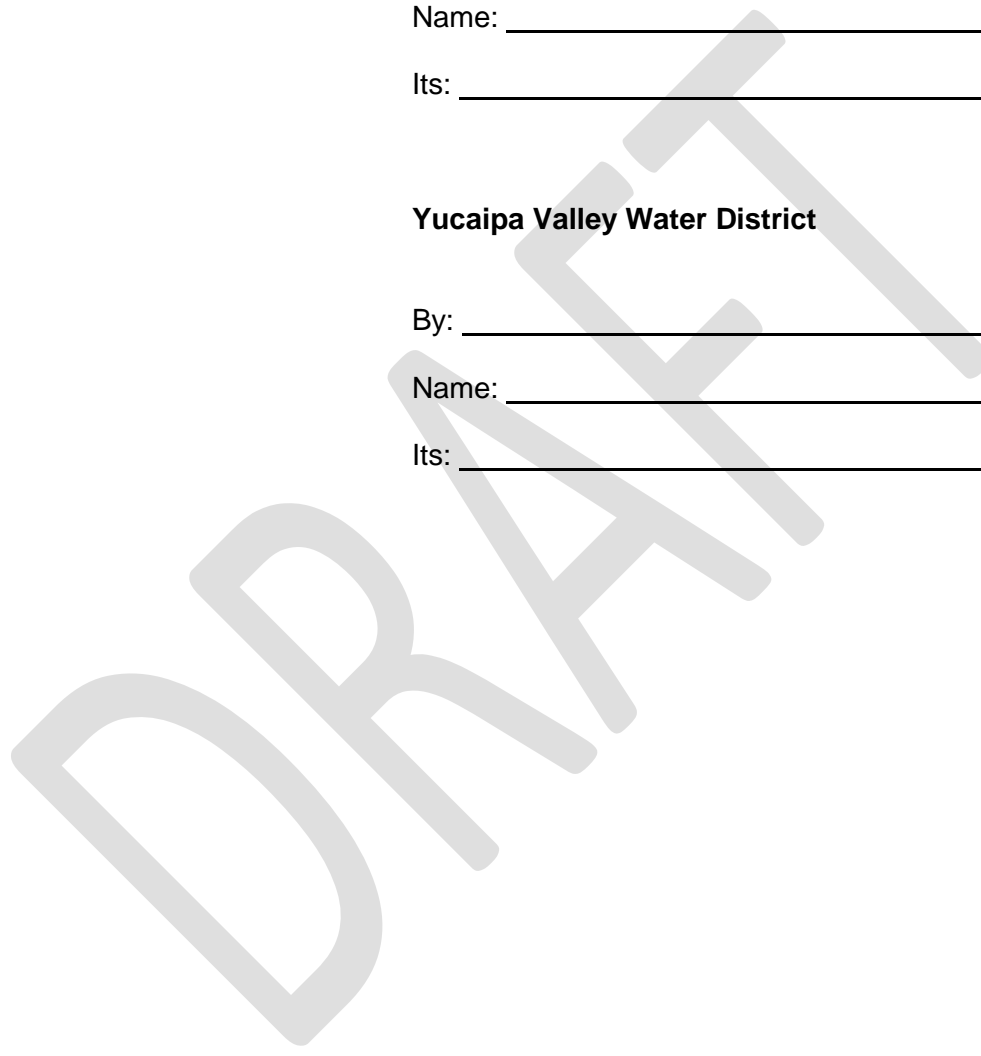 Name:
Its:
Yucaipa Valley Water District
By:
Name:
Its:
DRAFT